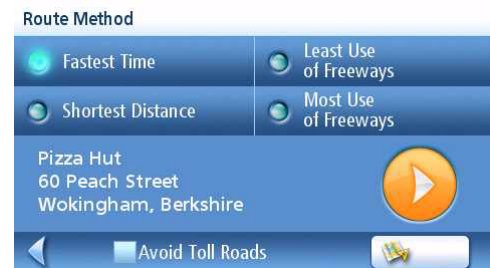 Route Method
Fastest Time
Least Use
of Freeways
Shortest Distance
Most Use
of Freeways
Pizza Hut
60 Peach Street
Wokingham, Berkshire
Avoid Toll Roads